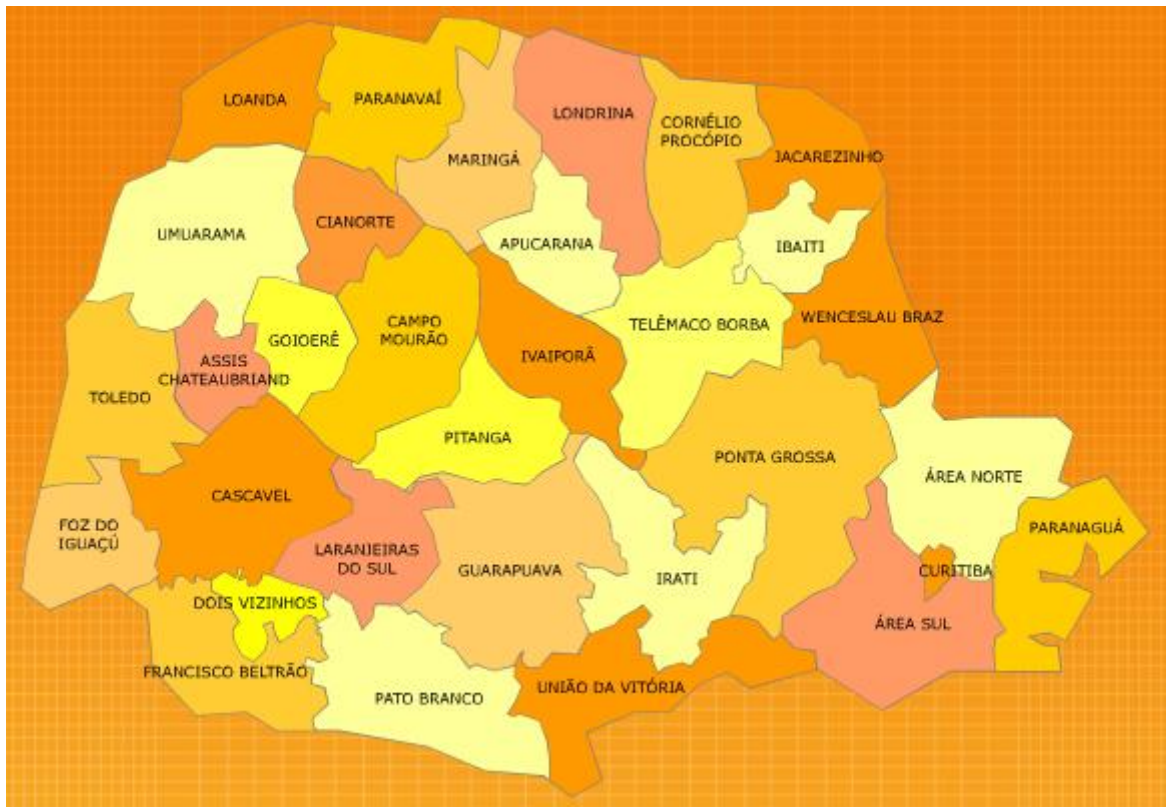 LOANDA
PARANAVAÍ
LONDRINA
CORNÉLIO
PROCÓPIO
JACAREZINHO
MARINGÁ
CIANORTE
UMUARAMA
APUCARANA
IBAITI
WENCESLAU BRAZ
TELÊMACO BORBA
CAMPO
MOURÃO
GOIOERÊ
IVAIPORÃ
ASSIS
CHATEAUBRIAND
TOLEDO
PITANGA
PONTA GROSSA
ÁREA NORTE
CASCAVEL
FOZ DO
IGUAÇÚ
PARANAGUÁ
LARANJEIRAS
DO SUL
GUARAPUAVA
IRATI
CURITIBA
DOIS VIZINHOS
ÁREA SUL
FRANCISCO BELTRÃO
UNIÃO DA VITÓRIA
PATO BRANCO